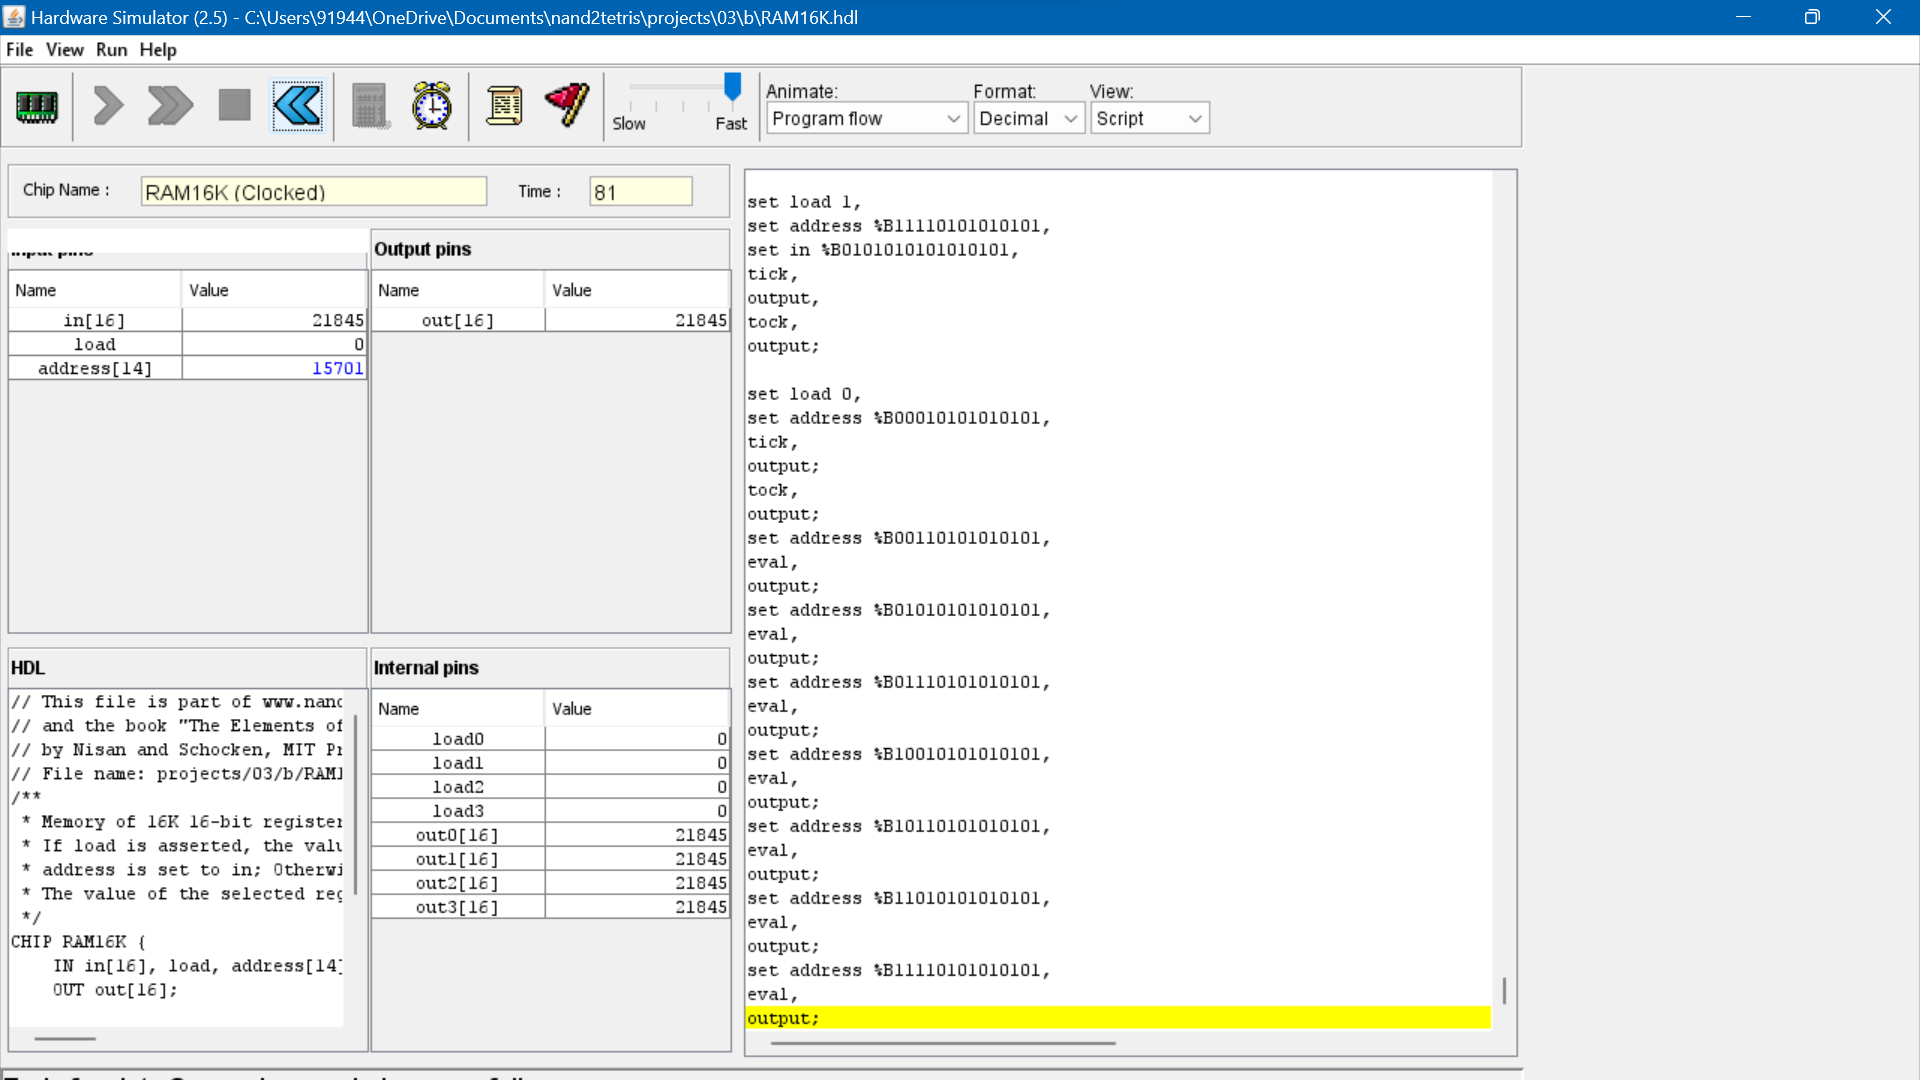 Hardware Simulator (2.5) - C:\Users\91944\OneDrive\Documents\nand2tetris\projects\03\b\RAM16K.hdl
File View Run Help
Slow Fast
Animate:
Program flow
Format:
Decimal
View:
Script
Chip Name :
RAM16K (Clocked)
Time :
81
Input pins
Name Value
in[16] 21845
load 0
address[14] 15701
Output pins
Name Value
out[16] 21845
HDL
// This file is part of www.nanc
// and the book "The Elements of
// by Nisan and Schocken, MIT Pr
// File name: projects/03/b/RAM1
/**
* Memory of 16K 16-bit register
* If load is asserted, the valu
* address is set to in; Otherwi
* The value of the selected reg
*/
CHIP RAM16K {
IN in[16], load, address[14]
OUT out[16];
Internal pins
Name Value
load0 0
load1 0
load2 0
load3 0
out0[16] 21845
out1[16] 21845
out2[16] 21845
out3[16] 21845
set load 1,
set address %B11110101010101,
set in %B0101010101010101,
tick,
output,
tock,
output;
set load 0,
set address %B00010101010101,
tick,
output;
tock,
output;
set address %B00110101010101,
eval,
output;
set address %B01010101010101,
eval,
output;
set address %B01110101010101,
eval,
output;
set address %B10010101010101,
eval,
output;
set address %B10110101010101,
eval,
output;
set address %B11010101010101,
eval,
output;
set address %B11110101010101,
eval,
output;